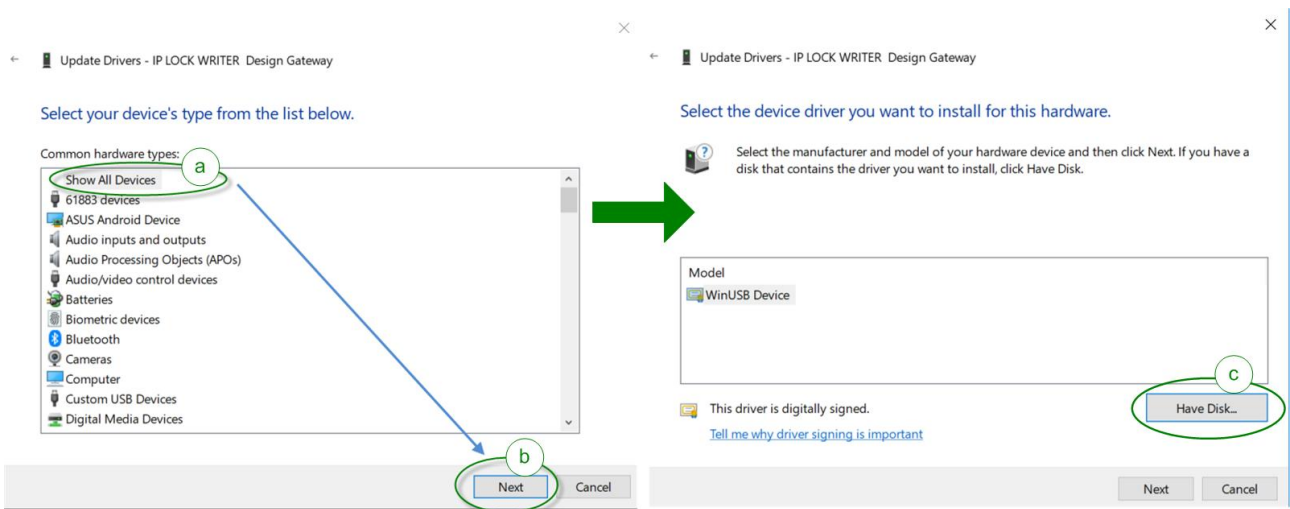 Update Drivers - IP LOCK WRITER Design Gateway
Select your device's type from the list below.
Common hardware types:
a
Show All Devices
61883 devices
ASUS Android Device
Audio inputs and outputs
Audio Processing Objects (APOs)
Audio/video control devices
Batteries
Biometric devices
Bluetooth
Cameras
Computer
Custom USB Devices
Digital Media Devices
b
Next
Cancel
Update Drivers - IP LOCK WRITER Design Gateway
Select the device driver you want to install for this hardware.
Select the manufacturer and model of your hardware device and then click Next. If you have a
disk that contains the driver you want to install, click Have Disk.
Model
WinUSB Device
c
This driver is digitally signed.
Have Disk...
Tell me why driver signing is important
Next
Cancel